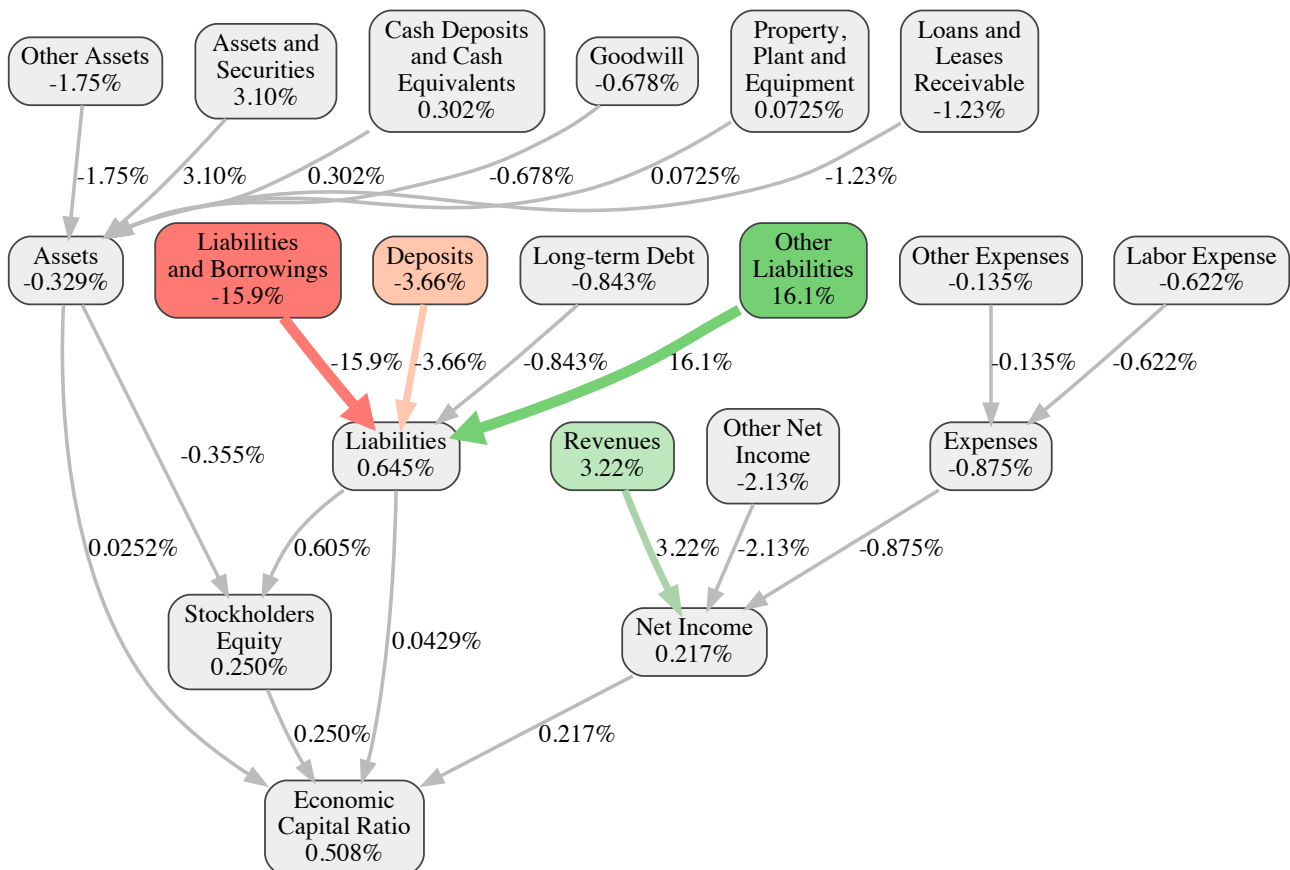 Other Assets
-1.75%
Assets and
Securities
3.10%
Cash Deposits
and Cash
Equivalents
0.302%
Goodwill
-0.678%
Property,
Plant and
Equipment
0.0725%
Loans and
Leases
Receivable
-1.23%
-1.75%
3.10%
0.302%
-0.678%
0.0725%
-1.23%
Assets
-0.329%
Liabilities
and Borrowings
-15.9%
Deposits
-3.66%
Long-term Debt
-0.843%
Other
Liabilities
16.1%
Other Expenses
-0.135%
Labor Expense
-0.622%
-15.9%
-3.66%
-0.843%
16.1%
-0.135%
-0.622%
Liabilities
0.645%
Revenues
3.22%
Other Net
Income
-2.13%
Expenses
-0.875%
-0.355%
0.0252%
0.605%
3.22%
-2.13%
-0.875%
Stockholders
Equity
0.250%
0.0429%
Net Income
0.217%
0.250%
0.217%
Economic
Capital Ratio
0.508%